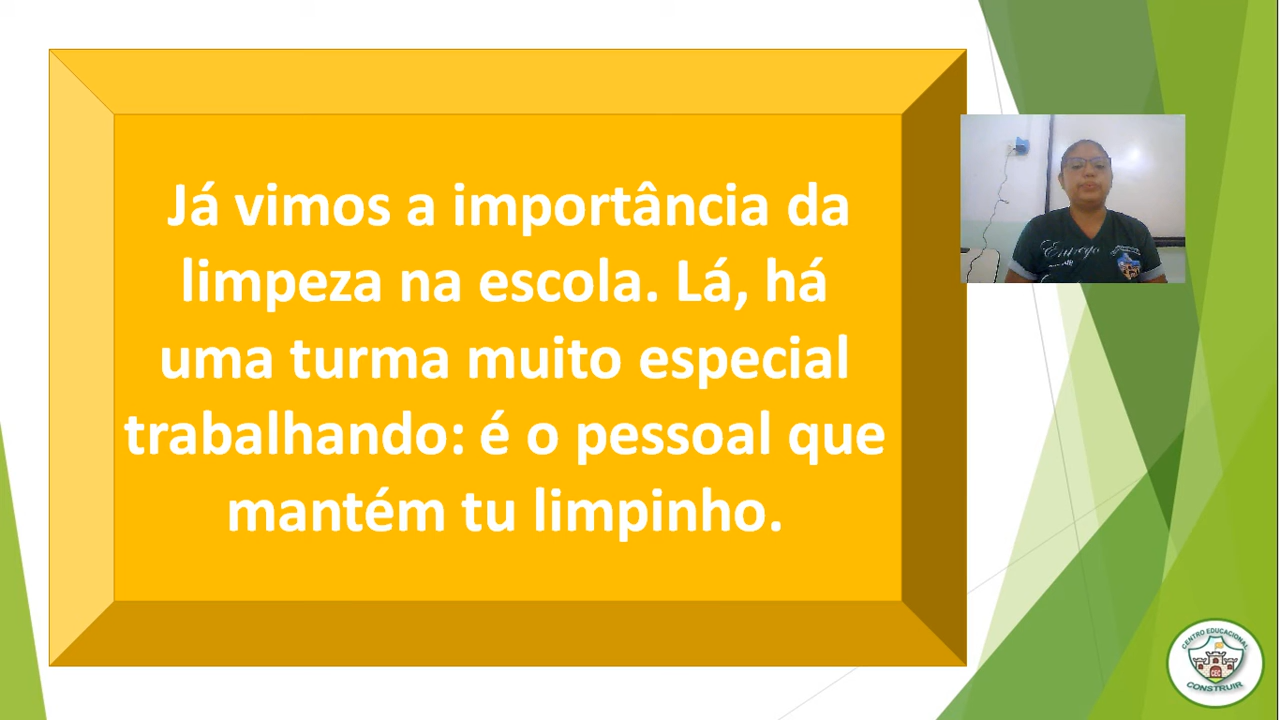 Já vimos a importância da
limpeza na escola. Lá, há
uma turma muito especial
trabalhando: é o pessoal que
mantém tu limpinho.
CENTRO EDUCACIONAL
CEC
CONSTRUIR